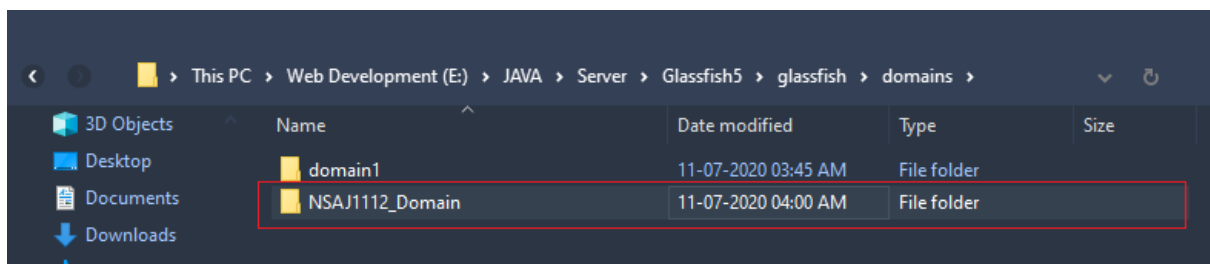 This PC > Web Development (E:) > JAVA > Server > Glassfish5 > glassfish > domains >
3D Objects Name Date modified Type Size
Desktop domain1 11-07-2020 03:45 AM File folder
Documents NSAJ1112_Domain 11-07-2020 04:00 AM File folder
Downloads